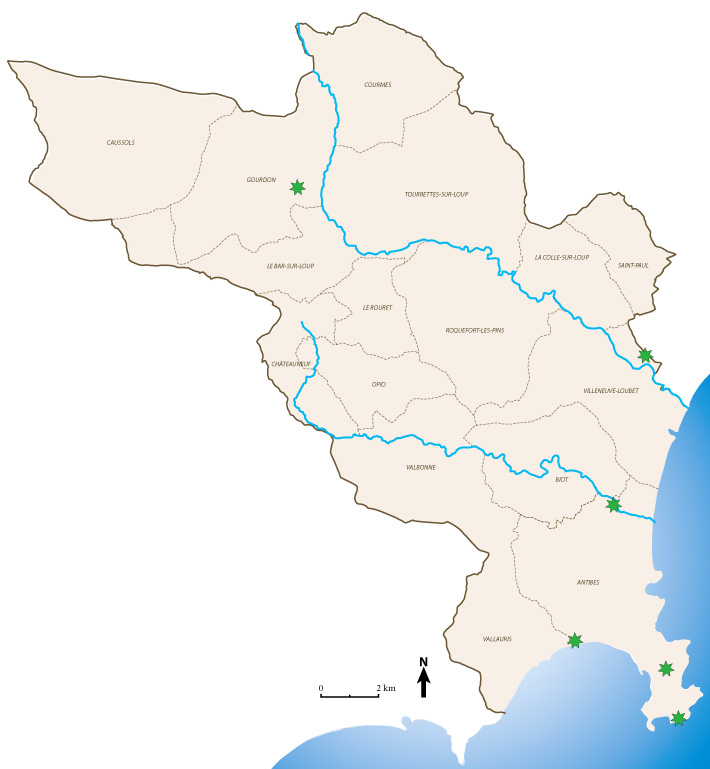 COURMES
CAUSSOLS
GOURDON
TOURRETTES-SUR-LOUP
LA COLLE-SUR-LOUP
SAINT-PAUL
LE BAR-SUR-LOUP
LE ROURET
ROQUEFORT-LES-PINS
CHÂTEAUNEUF
OPIO
VILLENEUVE-LOUBET
VALBONNE
BIOT
ANTIBES
VALLAURIS
N
0 2 km